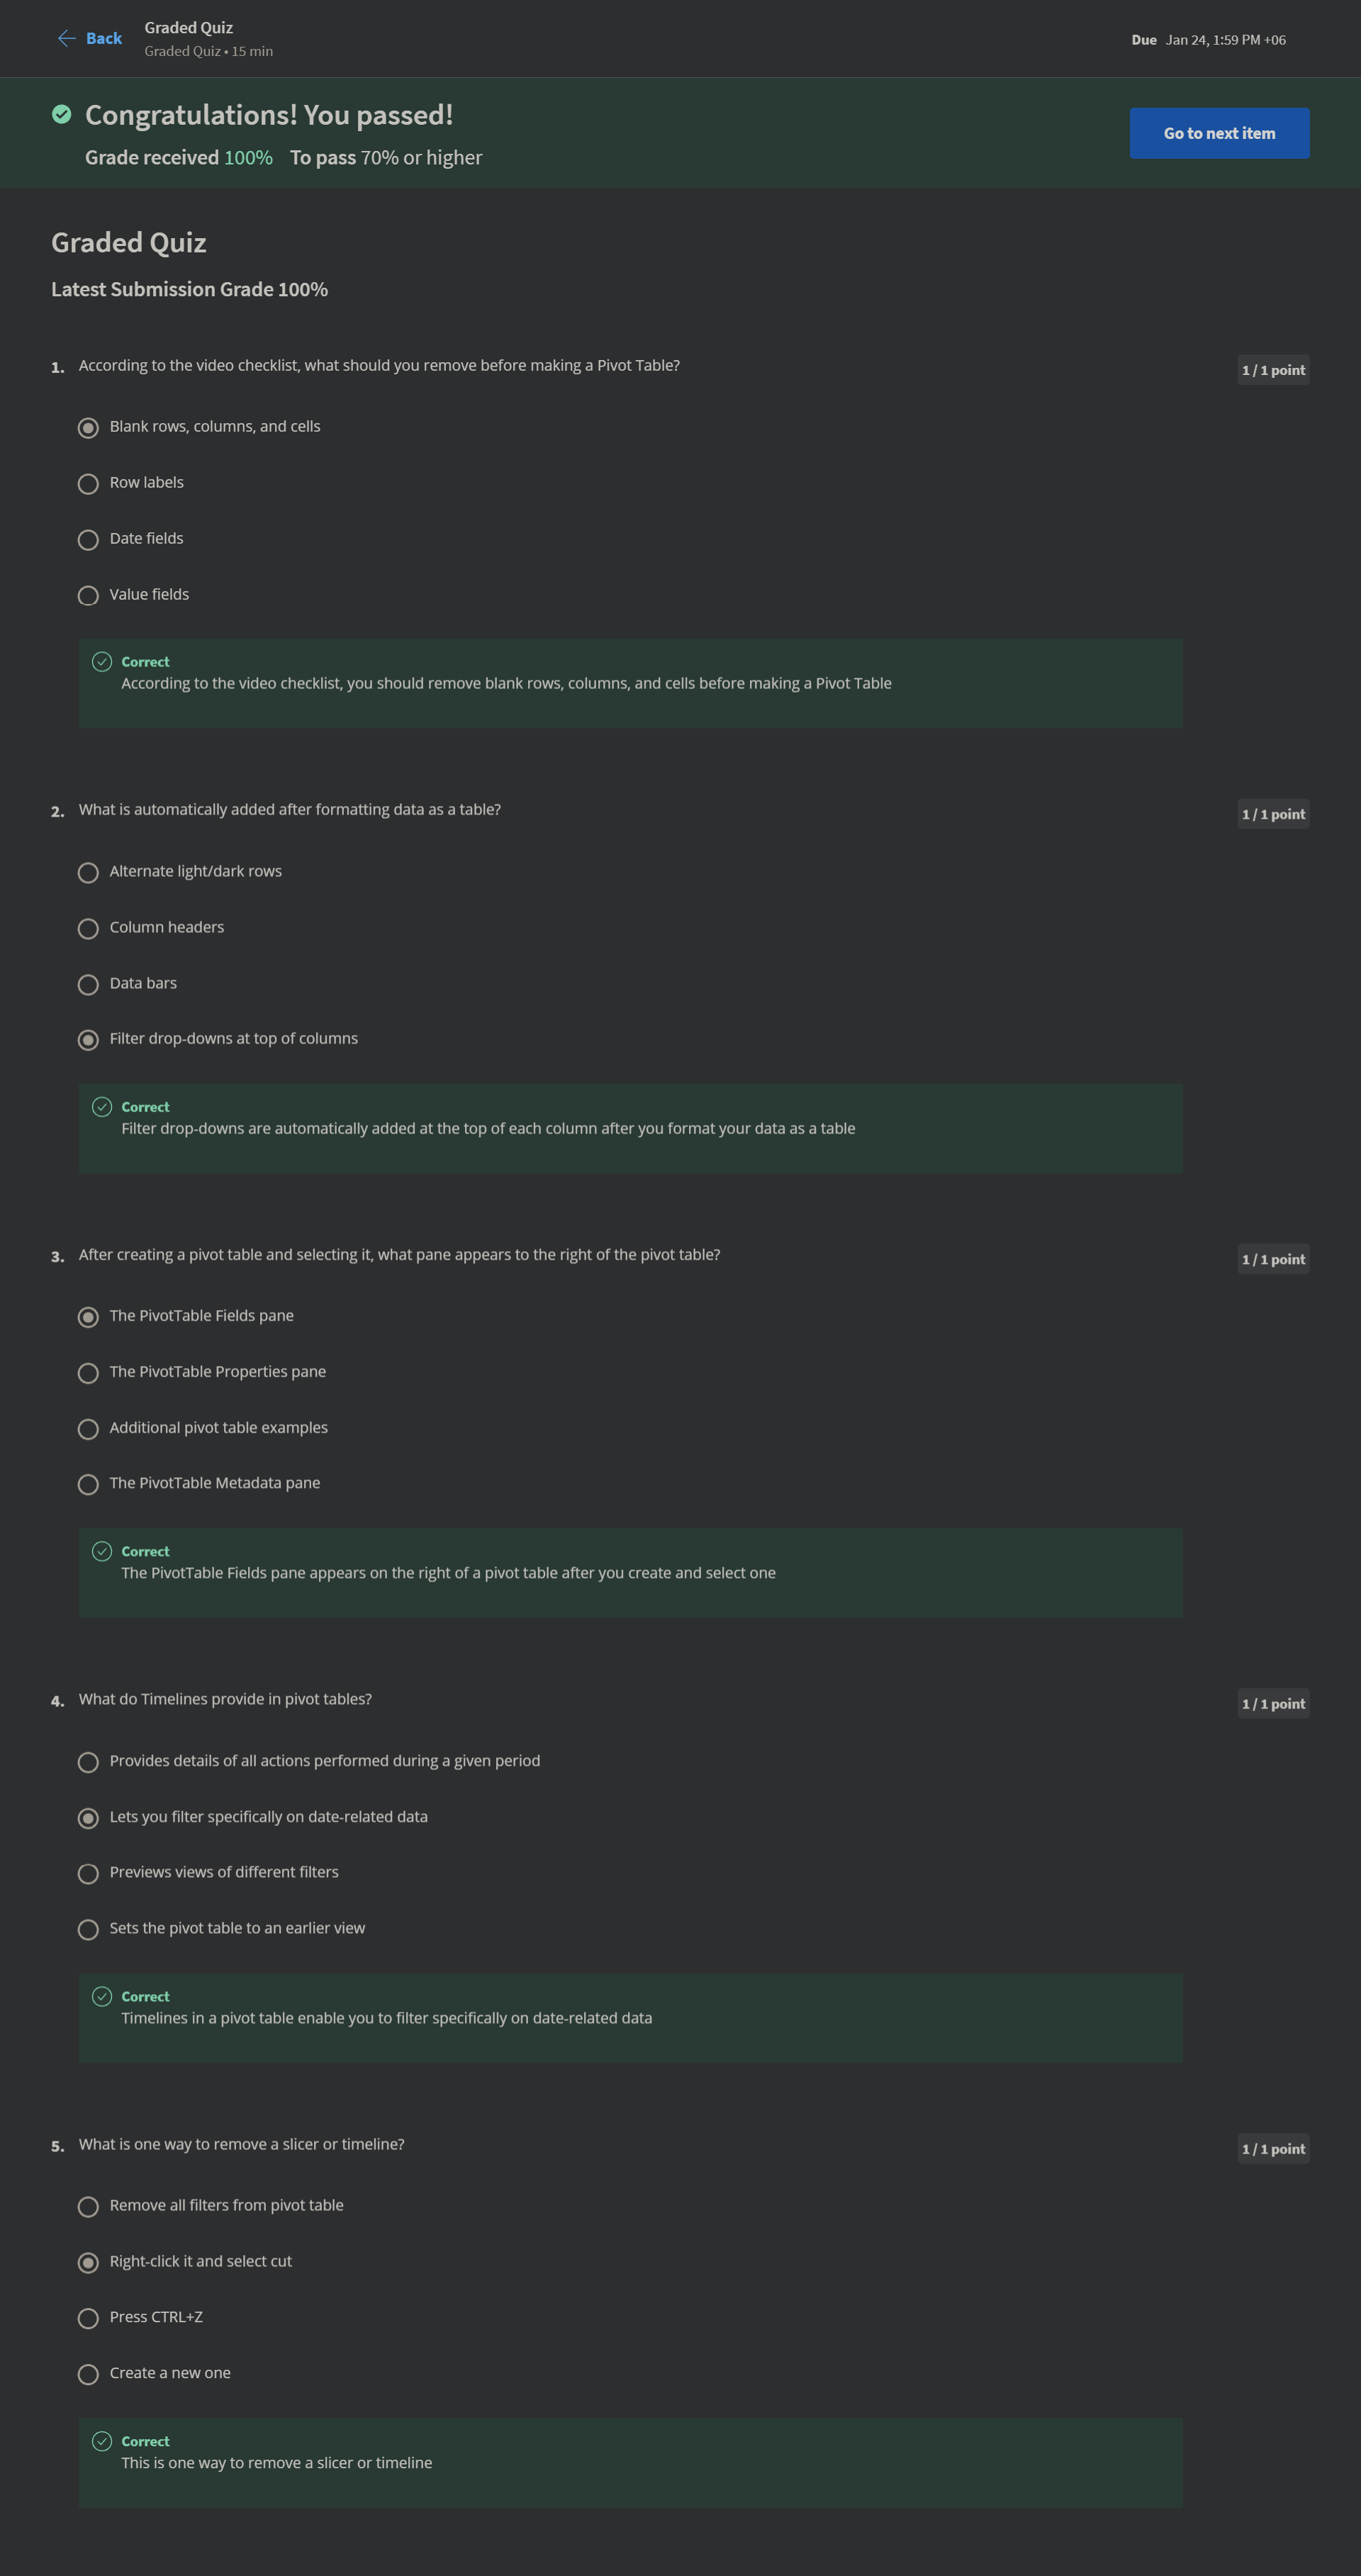 Back
Graded Quiz
Graded Quiz • 15 min
Due Jan 24, 1:59 PM +06
Congratulations! You passed!
Grade received 100% To pass 70% or higher
Go to next item
Graded Quiz
Latest Submission Grade 100%
1. According to the video checklist, what should you remove before making a Pivot Table?
1 / 1 point
Blank rows, columns, and cells
Row labels
Date fields
Value fields
Correct
According to the video checklist, you should remove blank rows, columns, and cells before making a Pivot Table
2. What is automatically added after formatting data as a table?
1 / 1 point
Alternate light/dark rows
Column headers
Data bars
Filter drop-downs at top of columns
Correct
Filter drop-downs are automatically added at the top of each column after you format your data as a table
3. After creating a pivot table and selecting it, what pane appears to the right of the pivot table?
1 / 1 point
The PivotTable Fields pane
The PivotTable Properties pane
Additional pivot table examples
The PivotTable Metadata pane
Correct
The PivotTable Fields pane appears on the right of a pivot table after you create and select one
4. What do Timelines provide in pivot tables?
1 / 1 point
Provides details of all actions performed during a given period
Lets you filter specifically on date-related data
Previews views of different filters
Sets the pivot table to an earlier view
Correct
Timelines in a pivot table enable you to filter specifically on date-related data
5. What is one way to remove a slicer or timeline?
1 / 1 point
Remove all filters from pivot table
Right-click it and select cut
Press CTRL+Z
Create a new one
Correct
This is one way to remove a slicer or timeline